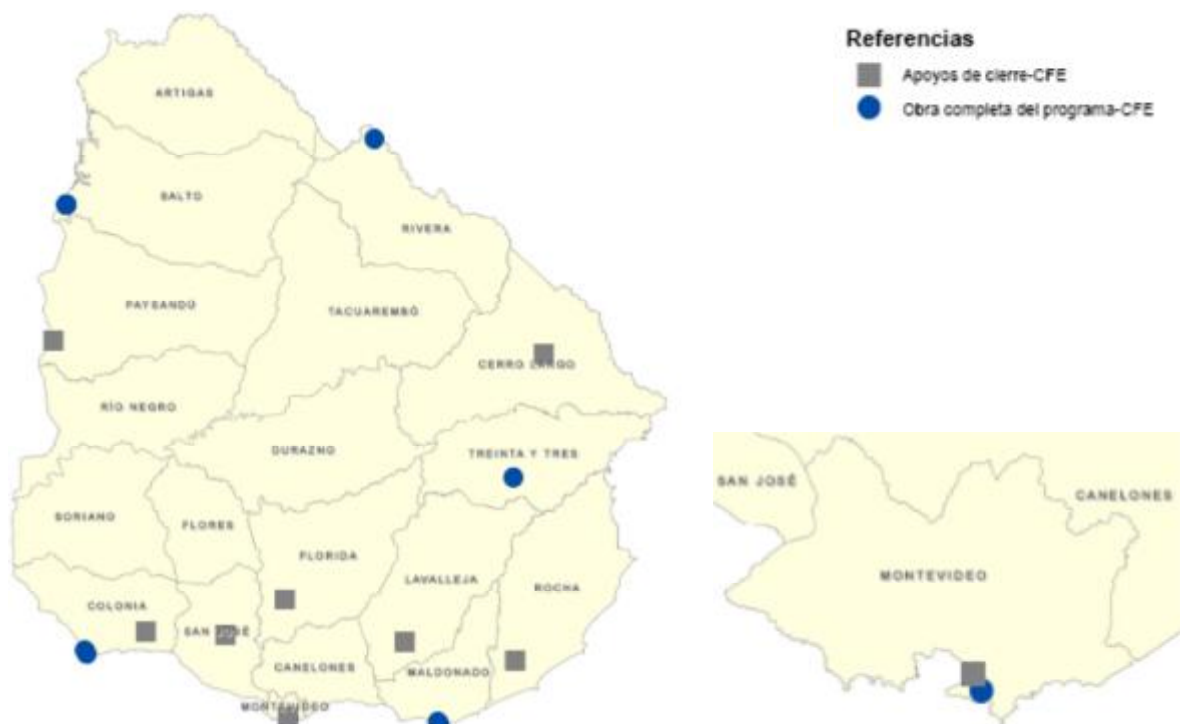 Referencias
Apoyos de cierre-CFE
Obra completa del programa-CFE
ARTIGAS
SALTO
RIVERA
PAYSANDÚ
TACUAREMBÓ
CERRO LARGO
RÍO NEGRO
DURAZNO
TREINTA Y TRES
SORIANO
FLORES
FLORIDA
LAVALLEJA
ROCHA
COLONIA
SAN JOSÉ
CANELONES
MALDONADO
MONTEVIDEO
SAN JOSÉ
CANELONES
MONTEVIDEO